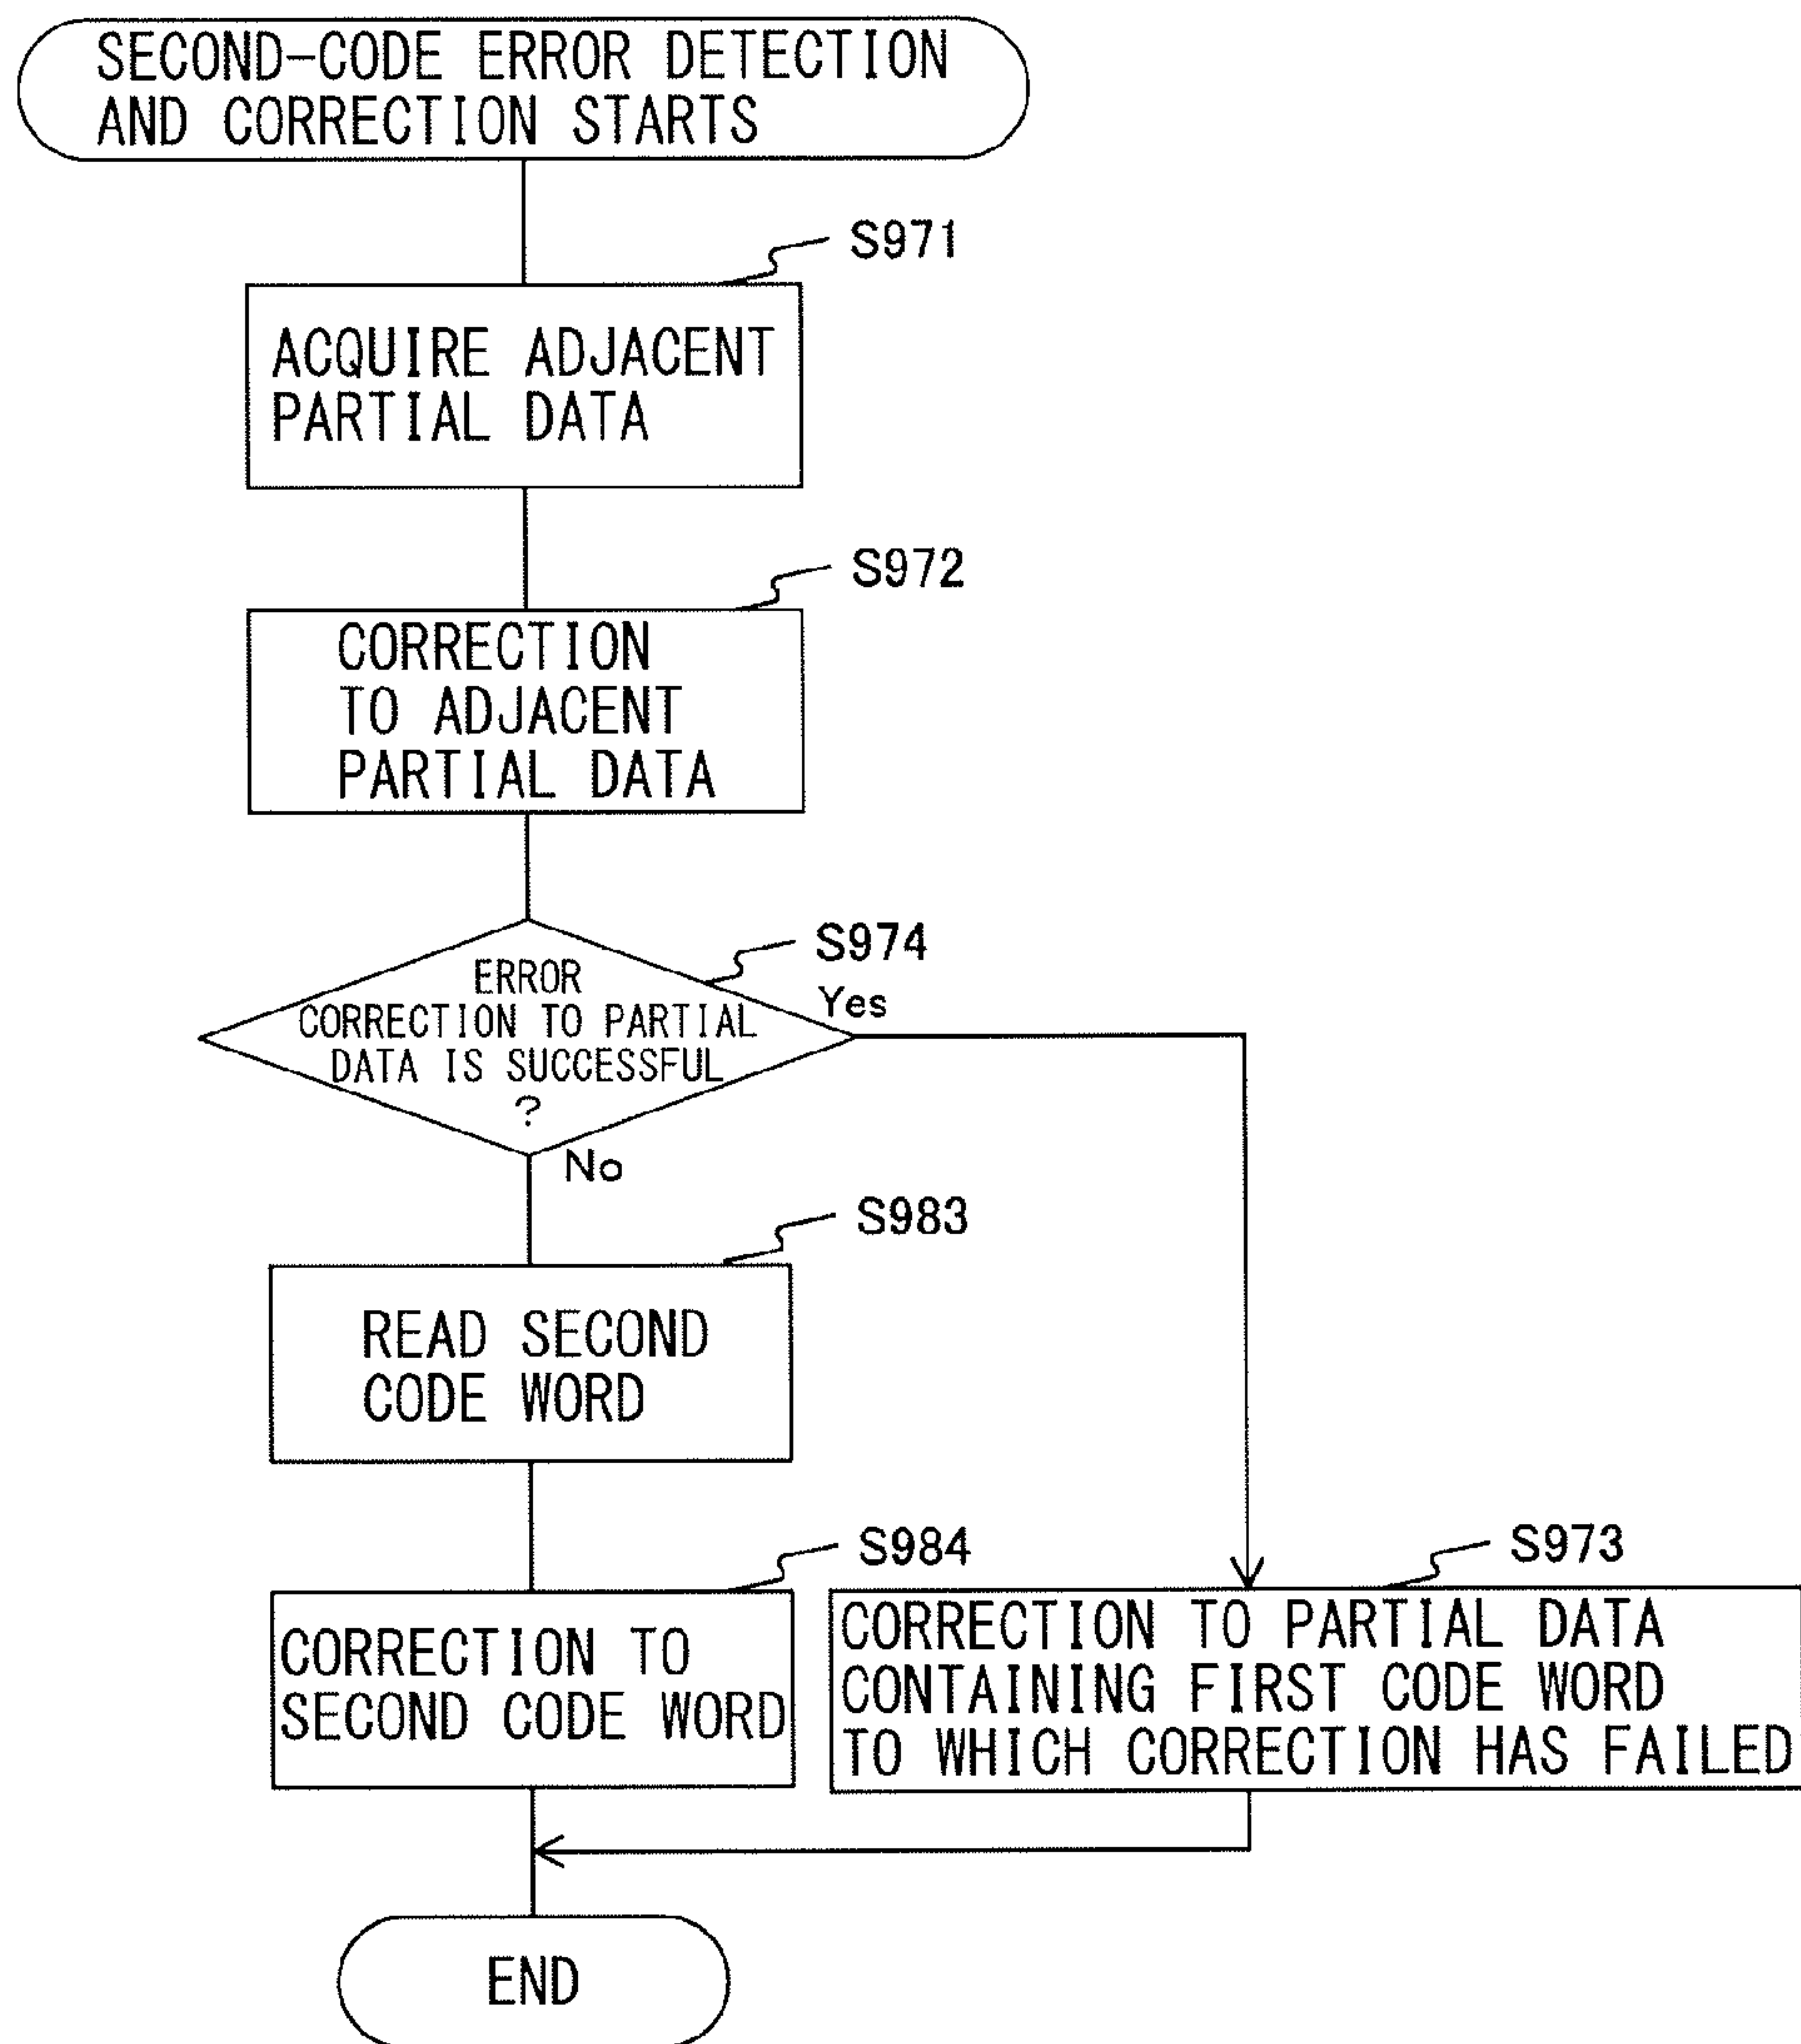 SECOND-CODE ERROR DETECTION
AND CORRECTION STARTS
S971
ACQUIRE ADJACENT
PARTIAL DATA
S972
CORRECTION
TO ADJACENT
PARTIAL DATA
S974
ERROR
CORRECTION TO PARTIAL
DATA IS SUCCESSFUL
?
Yes
No
S983
READ SECOND
CODE WORD
S984
CORRECTION TO
SECOND CODE WORD
S973
CORRECTION TO PARTIAL DATA
CONTAINING FIRST CODE WORD
TO WHICH CORRECTION HAS FAILED
END